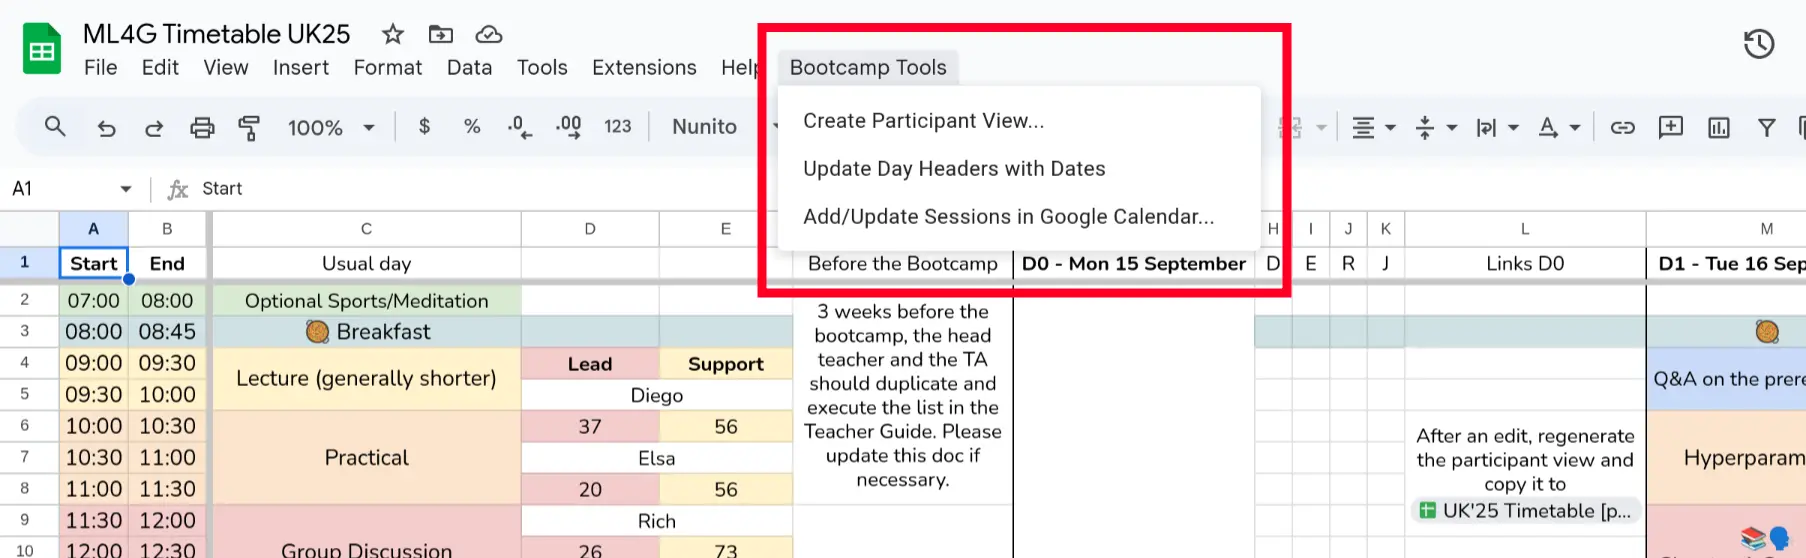 ML4G Timetable UK25
File Edit View Insert Format Data Tools Extensions Help Bootcamp Tools
Create Participant View...
Update Day Headers with Dates
Add/Update Sessions in Google Calendar...
100% $ % .0 .00 123 Nunito
A1 fx Start
A B C D E H I J K L M
1 Start End Usual day Before the Bootcamp D0 - Mon 15 September D E R J Links D0 D1 - Tue 16 Sep
2 07:00 08:00 Optional Sports/Meditation
3 08:00 08:45 Breakfast
4 09:00 09:30 Lecture (generally shorter) Lead Support
5 09:30 10:00 Diego
6 10:00 10:30 Practical 37 56
7 10:30 11:00 Elsa
8 11:00 11:30 20 56
9 11:30 12:00 Rich
10 12:00 12:30 Group Discussion 26 73
3 weeks before the
bootcamp, the head
teacher and the TA
should duplicate and
execute the list in the
Teacher Guide. Please
update this doc if
necessary.
After an edit, regenerate
the participant view and
copy it to
UK'25 Timetable [p...
Q&A on the prere
Hyperparam